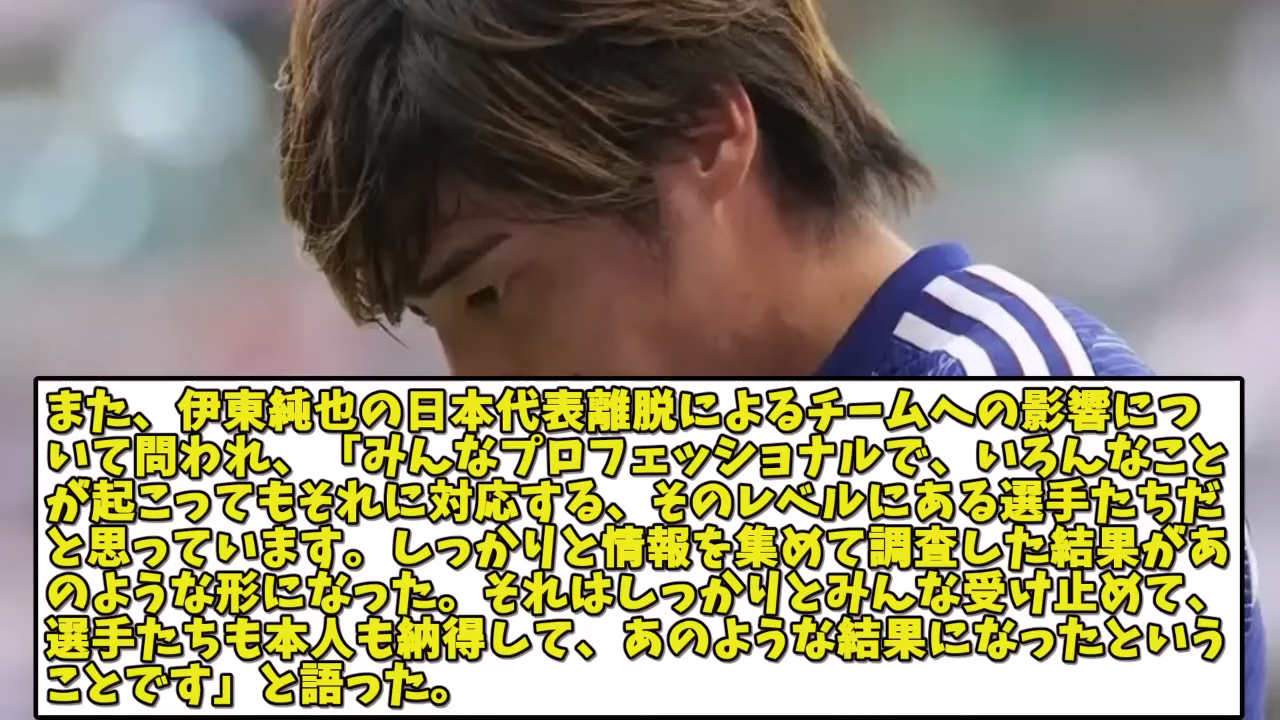 また、伊東純也の日本代表離脱によるチームへの影響につ
いて問われ、「みんなプロフェッショナルで、いろんなこと
が起こってもそれに対応する、そのレベルにある選手たちだ
と思っています。しっかりと情報を集めて調査した結果があ
のような形になった。それはしっかりとみんな受け止めて、
選手たちも本人も納得して、あのような結果になったという
ことです」と語った。